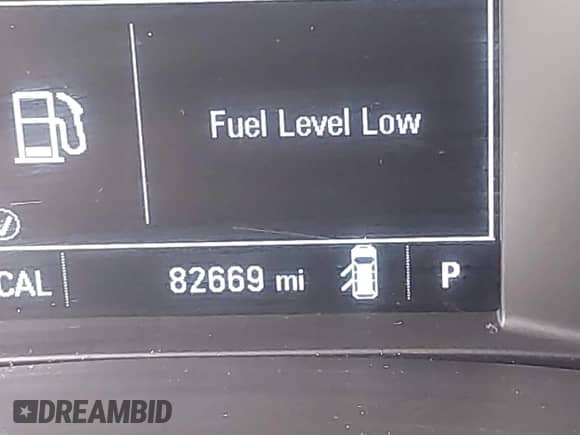 Fuel Level Low
CAL 82669 mi P
DREAMBID